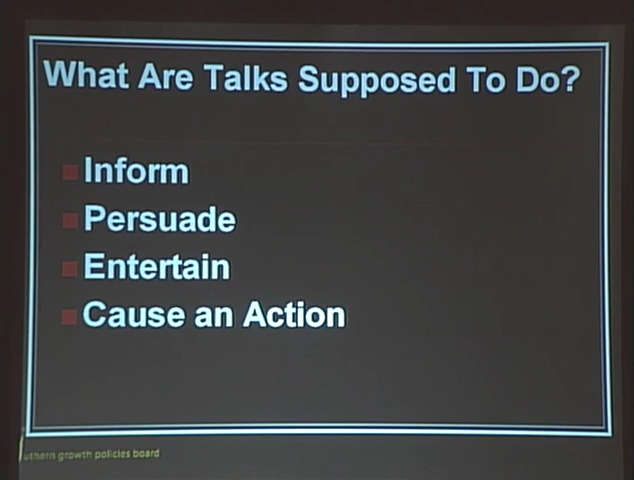 What Are Talks Supposed To Do?
Inform
Persuade
Entertain
Cause an Action
uthern growth policies board